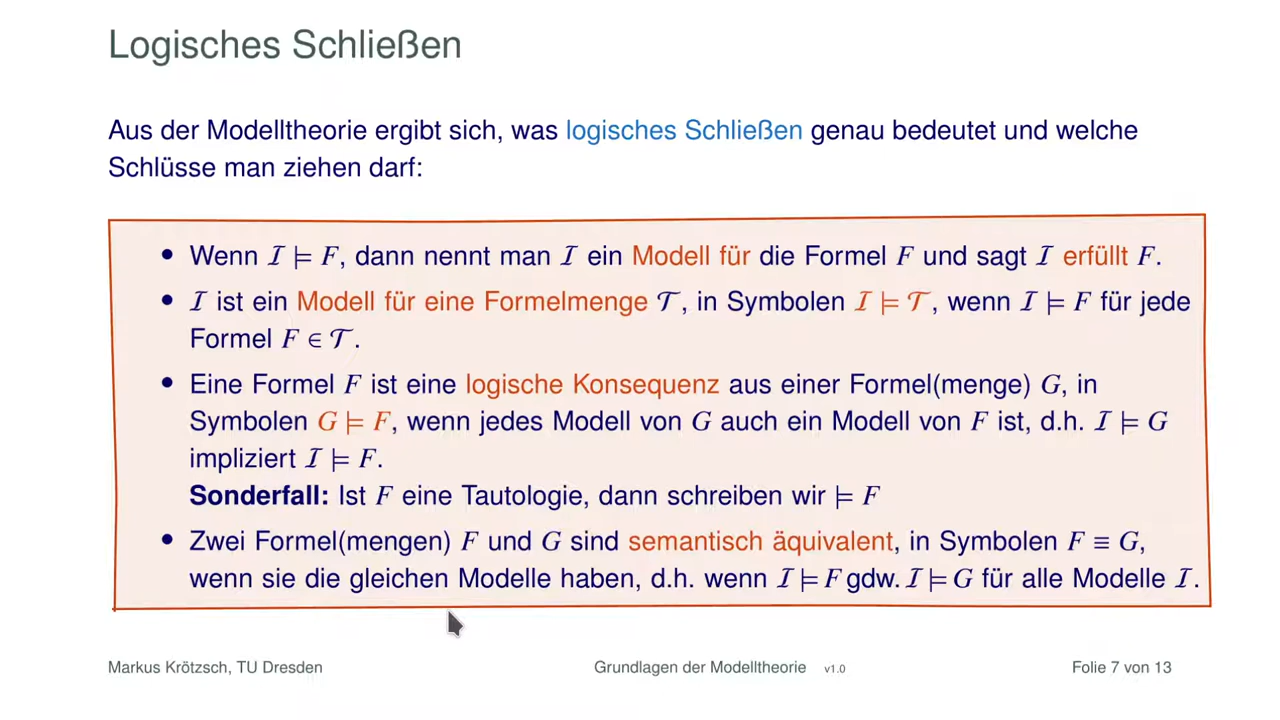 Logisches Schließen
Aus der Modelltheorie ergibt sich, was logisches Schließen genau bedeutet und welche
Schlüsse man ziehen darf:
• Wenn 𝓘 ⊨ F, dann nennt man 𝓘 ein Modell für die Formel F und sagt 𝓘 erfüllt F.
• 𝓘 ist ein Modell für eine Formelmenge 𝒯, in Symbolen 𝓘 ⊨ 𝒯, wenn 𝓘 ⊨ F für jede
Formel F ∈ 𝒯.
• Eine Formel F ist eine logische Konsequenz aus einer Formel(menge) G, in
Symbolen G ⊨ F, wenn jedes Modell von G auch ein Modell von F ist, d.h. 𝓘 ⊨ G
impliziert 𝓘 ⊨ F.
Sonderfall: Ist F eine Tautologie, dann schreiben wir ⊨ F
• Zwei Formel(mengen) F und G sind semantisch äquivalent, in Symbolen F ≡ G,
wenn sie die gleichen Modelle haben, d.h. wenn 𝓘 ⊨ F gdw. 𝓘 ⊨ G für alle Modelle 𝓘.
Markus Krötzsch, TU Dresden Grundlagen der Modelltheorie v1.0 Folie 7 von 13